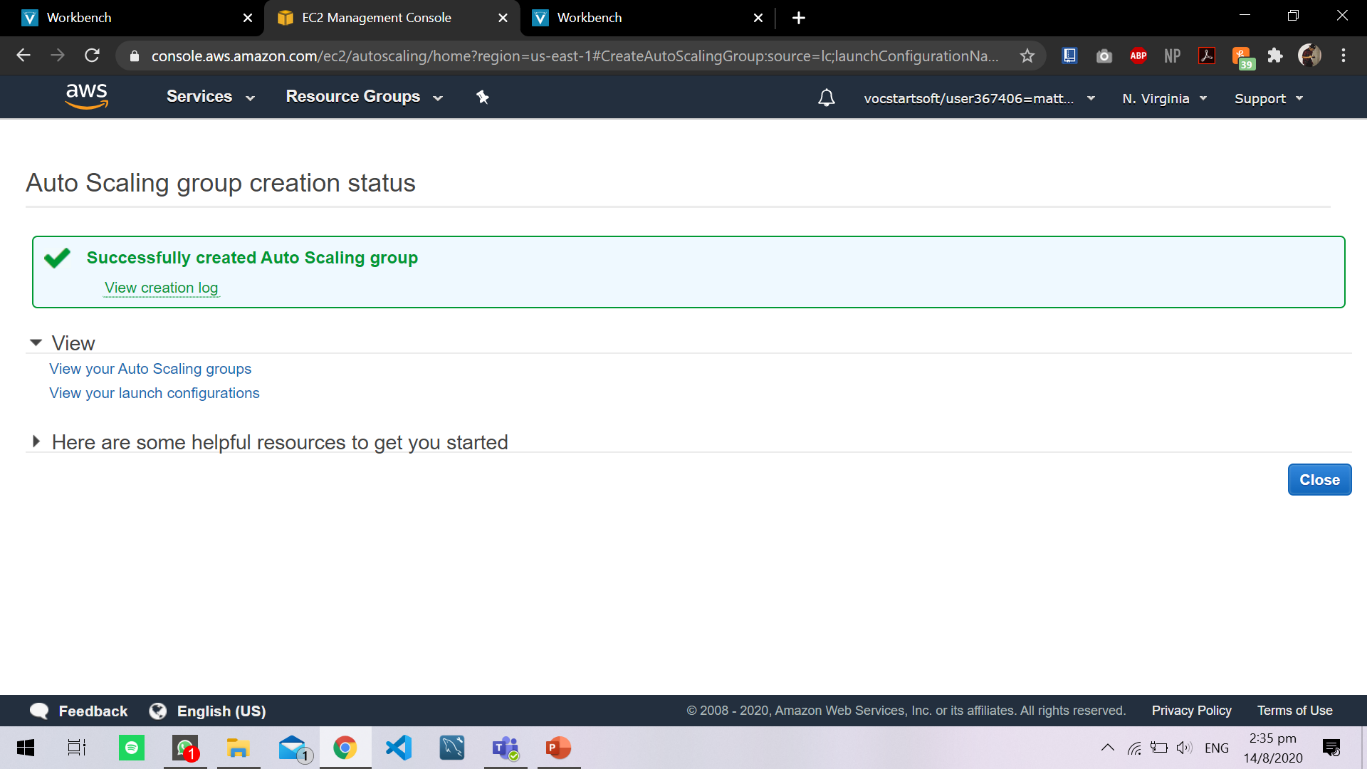 Workbench
EC2 Management Console
Workbench
console.aws.amazon.com/ec2/autoscaling/home?region=us-east-1#CreateAutoScalingGroup:source=lc;launchConfigurationNa...
ABP
NP
39
aws
Services
Resource Groups
vocstartsoft/user367406=matt...
N. Virginia
Support
Auto Scaling group creation status
Successfully created Auto Scaling group
View creation log
View
View your Auto Scaling groups
View your launch configurations
Here are some helpful resources to get you started
Close
Feedback
English (US)
© 2008 - 2020, Amazon Web Services, Inc. or its affiliates. All rights reserved.
Privacy Policy
Terms of Use
1
1
ENG
2:35 pm
14/8/2020